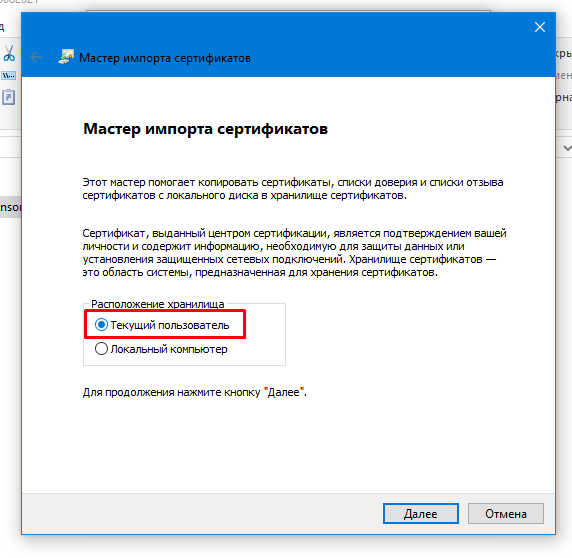 Мастер импорта сертификатов
Мастер импорта сертификатов
Этот мастер помогает копировать сертификаты, списки доверия и списки отзыва
сертификатов с локального диска в хранилище сертификатов.
Сертификат, выданный центром сертификации, является подтверждением вашей
личности и содержит информацию, необходимую для защиты данных или
установления защищенных сетевых подключений. Хранилище сертификатов —
это область системы, предназначенная для хранения сертификатов.
Расположение хранилища
Текущий пользователь
Локальный компьютер
Для продолжения нажмите кнопку "Далее".
Далее
Отмена